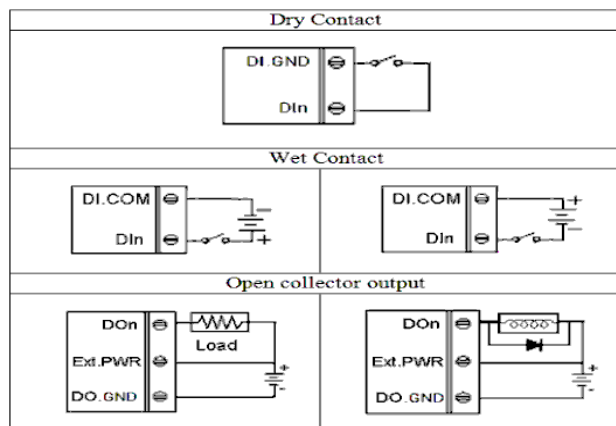 Dry Contact
DI.GND
DIn
Wet Contact
DI.COM
DIn
DI.COM
DIn
Open collector output
DOn
Load
Ext.PWR
DO.GND
DOn
Ext.PWR
DO.GND